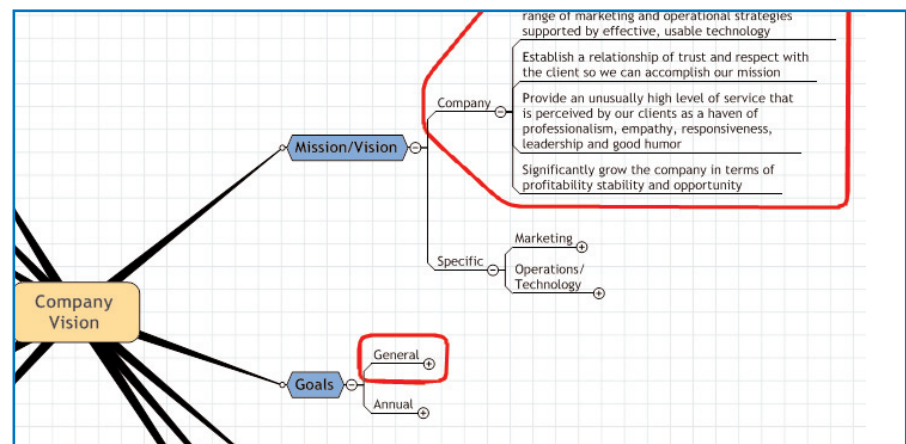 range of marketing and operational strategies
supported by effective, usable technology
Establish a relationship of trust and respect with
the client so we can accomplish our mission
Company
Provide an unusually high level of service that
is perceived by our clients as a haven of
professionalism, empathy, responsiveness,
leadership and good humor
Mission/Vision
Significantly grow the company in terms of
profitability stability and opportunity
Marketing
Specific
Operations/
Technology
Company
Vision
General
Goals
Annual